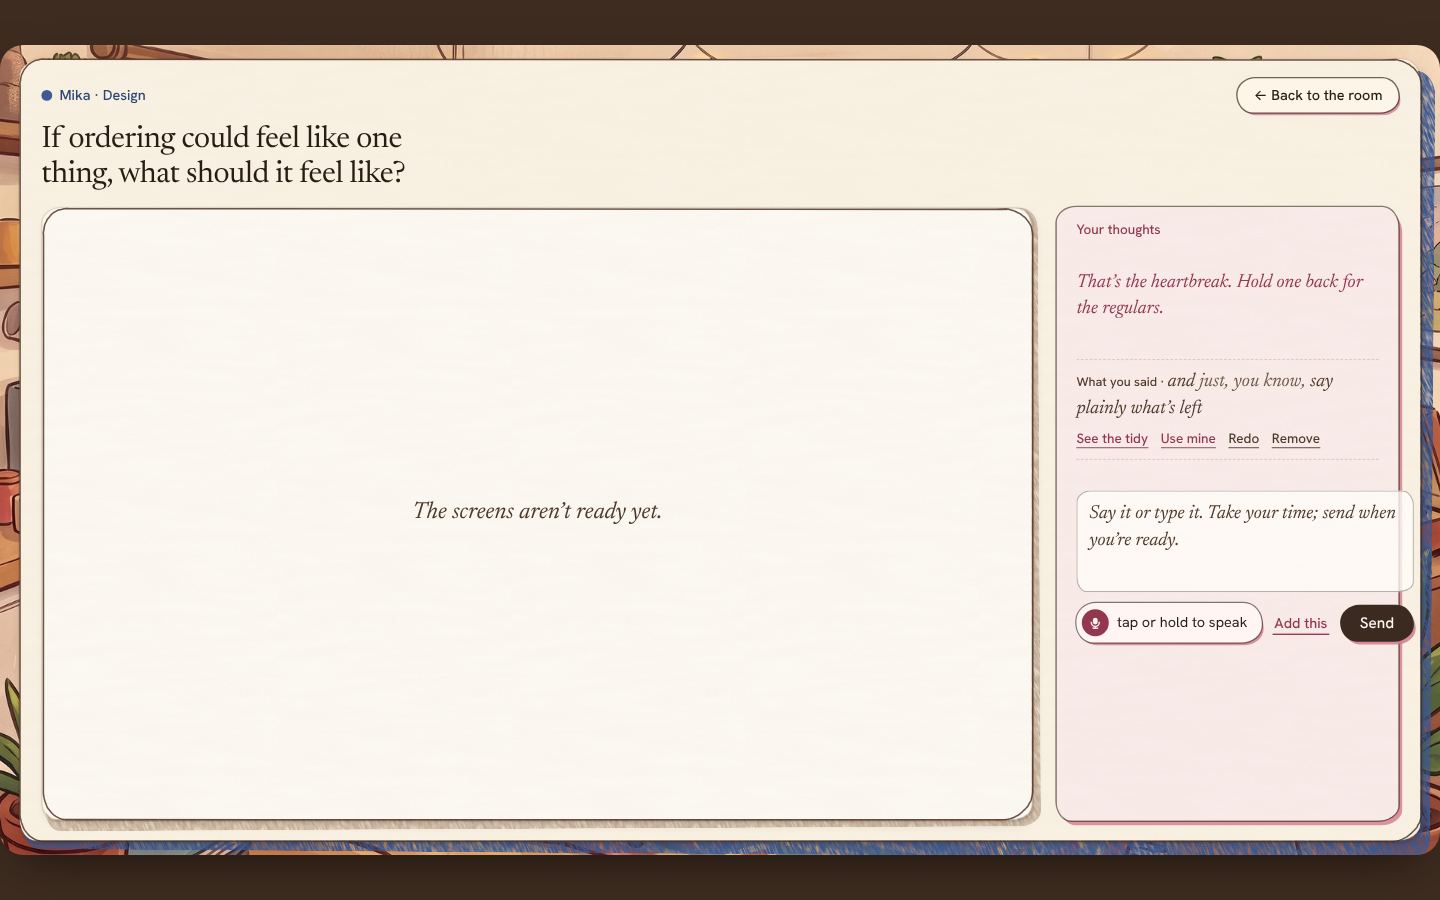 Mika · Design
← Back to the room
If ordering could feel like one
thing, what should it feel like?
The screens aren’t ready yet.
Your thoughts
That’s the heartbreak. Hold one back for
the regulars.
What you said · and just, you know, say
plainly what’s left
See the tidy Use mine Redo Remove
Say it or type it. Take your time; send when
you’re ready.
tap or hold to speak Add this Send